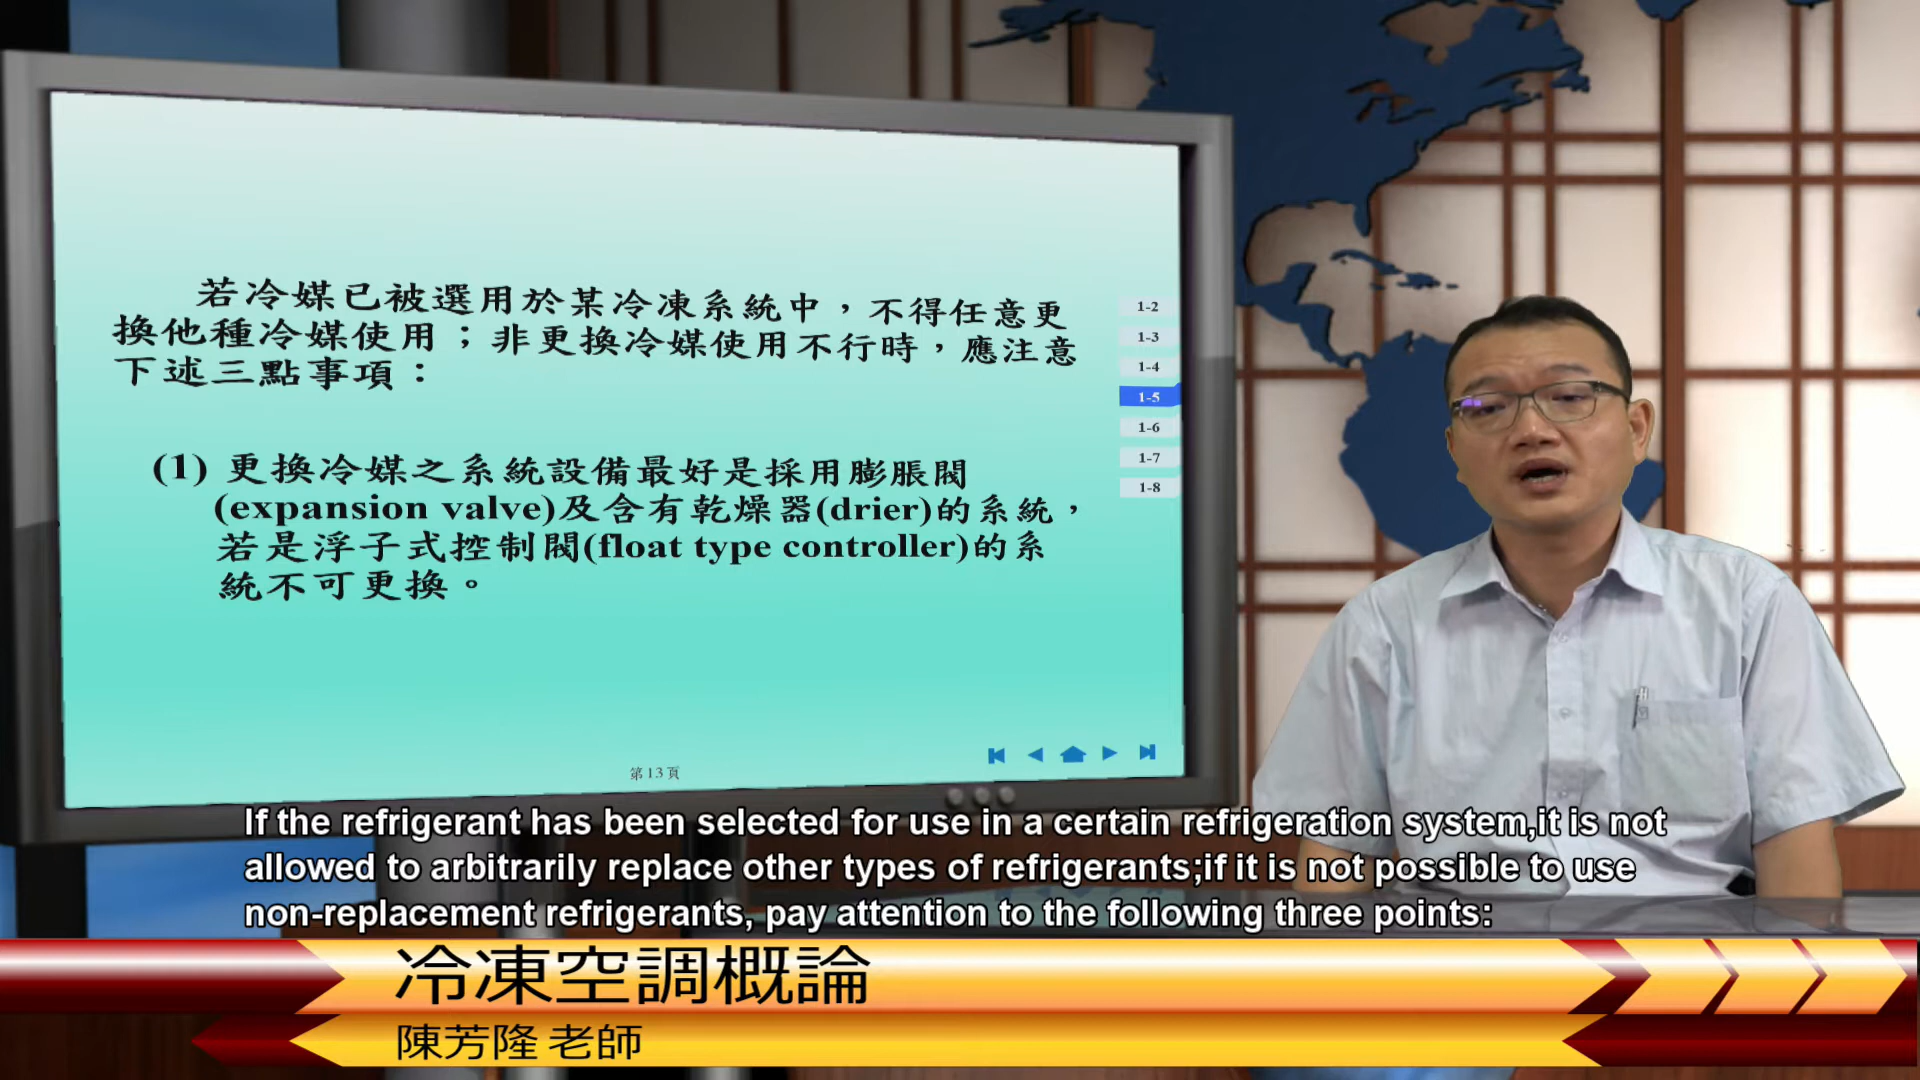 若冷媒已被選用於某冷凍系統中，不得任意更
換他種冷媒使用；非更換冷媒使用不行時，應注意
下述三點事項：
(1) 更換冷媒之系統設備最好是採用膨脹閥
(expansion valve)及含有乾燥器(drier)的系統，
若是浮子式控制閥(float type controller)的系
統不可更換。
1-2
1-3
1-4
1-5
1-6
1-7
1-8
第13頁
If the refrigerant has been selected for use in a certain refrigeration system,it is not
allowed to arbitrarily replace other types of refrigerants;if it is not possible to use
non-replacement refrigerants, pay attention to the following three points:
冷凍空調概論
陳芳隆 老師